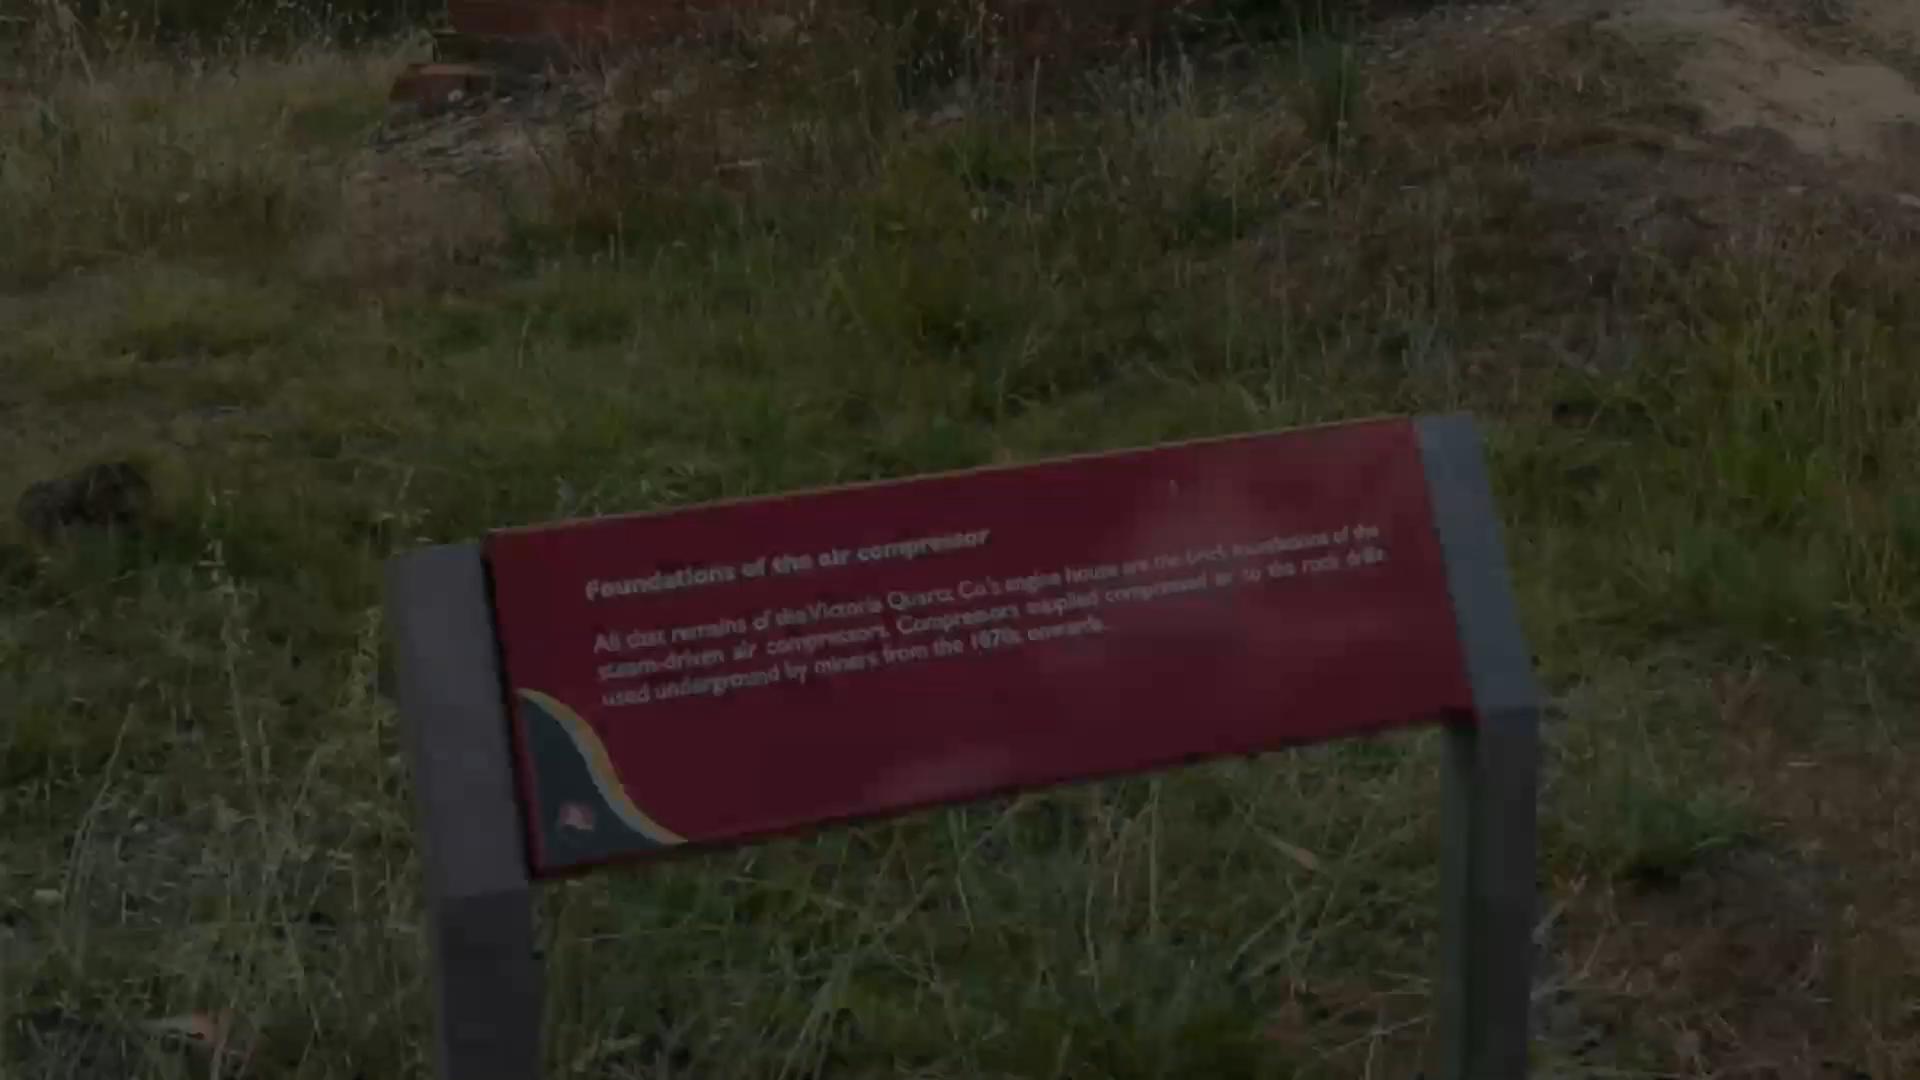 Foundations of the air compressor
All that remains of the Victoria Quartz Co.'s engine house are the brick foundations of the
steam-driven air compressors. Compressors supplied compressed air to the rock drills
used underground by miners from the 1870s onwards.